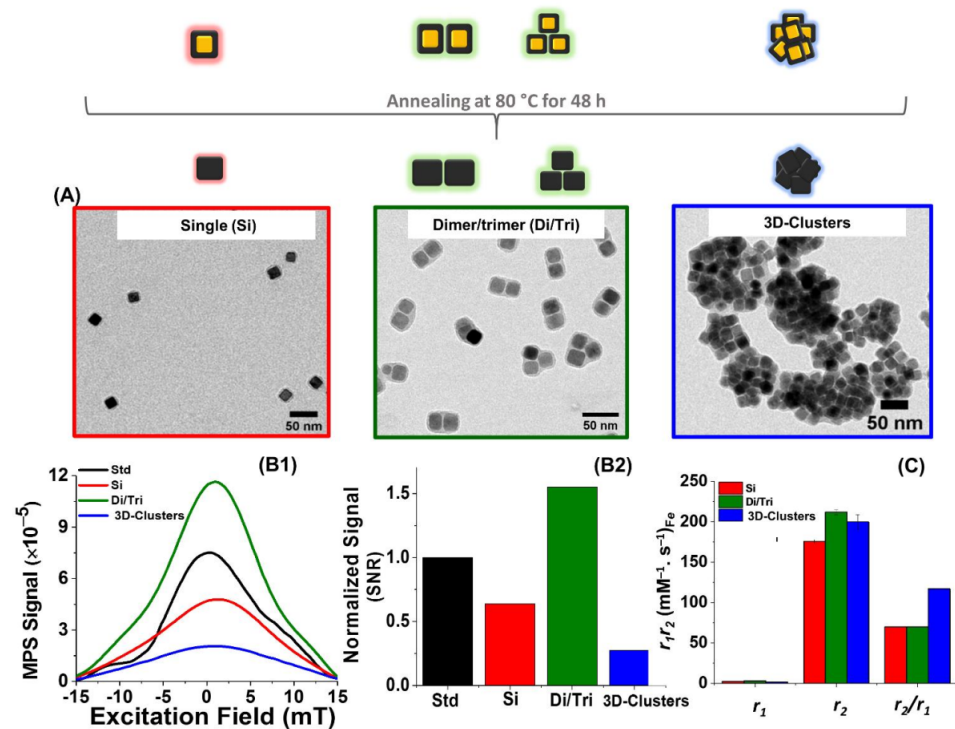 Annealing at 80 °C for 48 h
(A)
Single (Si)
50 nm
Dimer/trimer (Di/Tri)
50 nm
3D-Clusters
50 nm
(B1)
Std
Si
Di/Tri
3D-Clusters
MPS Signal (×10⁻⁵)
12
9
6
3
0
-15 -10 -5 0 5 10 15
Excitation Field (mT)
(B2)
Normalized Signal
(SNR)
1.5
1.0
0.5
0.0
Std Si Di/Tri 3D-Clusters
(C)
Si
Di/Tri
3D-Clusters
r₁r₂ (mM⁻¹. s⁻¹)Fe
250
200
150
100
50
0
r₁ r₂ r₂/r₁